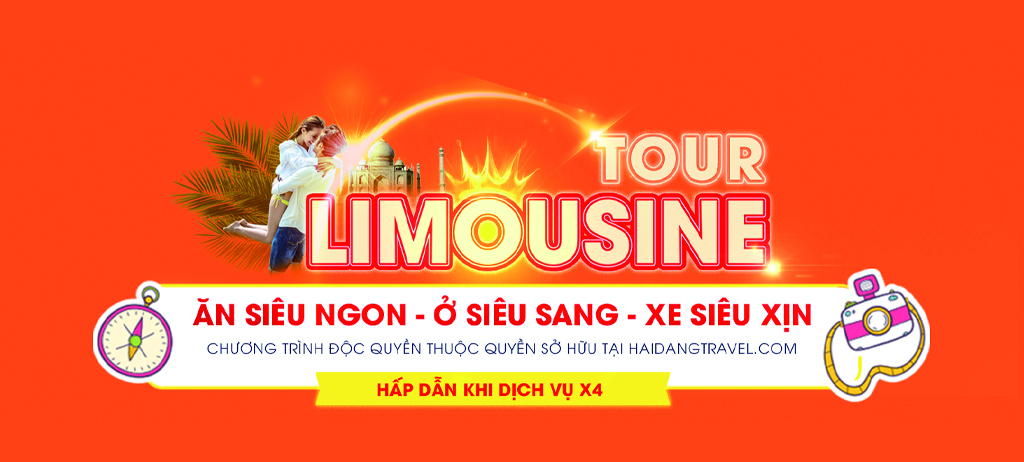 TOUR
LIMOUSINE
ĂN SIÊU NGON - Ở SIÊU SANG - XE SIÊU XỊN
CHƯƠNG TRÌNH ĐỘC QUYỀN THUỘC QUYỀN SỞ HỮU TẠI HAIDANGTRAVEL.COM
HẤP DẪN KHI DỊCH VỤ X4